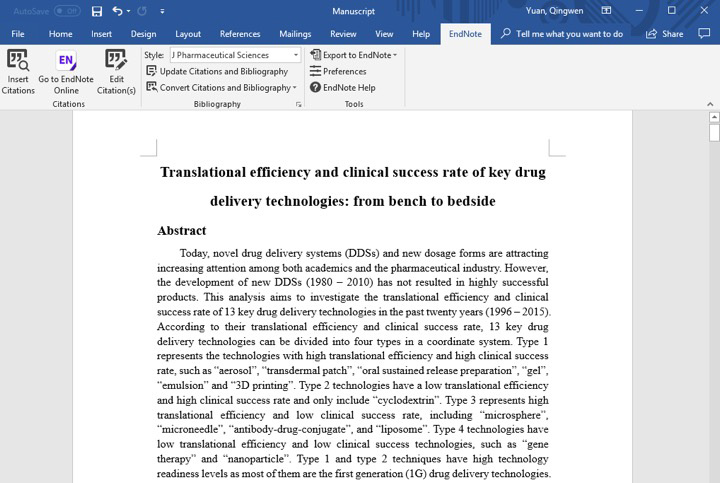 AutoSave Off Manuscript Yuan, Qingwen
File Home Insert Design Layout References Mailings Review View Help EndNote Tell me what you want to do Share
Insert Citations
EN Go to EndNote Online
Edit Citation(s)
Citations
Style: J Pharmaceutical Sciences
Update Citations and Bibliography
Convert Citations and Bibliography
Bibliography
Export to EndNote
Preferences
EndNote Help
Tools
Translational efficiency and clinical success rate of key drug
delivery technologies: from bench to bedside
Abstract
Today, novel drug delivery systems (DDSs) and new dosage forms are attracting
increasing attention among both academics and the pharmaceutical industry. However,
the development of new DDSs (1980 – 2010) has not resulted in highly successful
products. This analysis aims to investigate the translational efficiency and clinical
success rate of 13 key drug delivery technologies in the past twenty years (1996 – 2015).
According to their translational efficiency and clinical success rate, 13 key drug
delivery technologies can be divided into four types in a coordinate system. Type 1
represents the technologies with high translational efficiency and high clinical success
rate, such as “aerosol”, “transdermal patch”, “oral sustained release preparation”, “gel”,
“emulsion” and “3D printing”. Type 2 technologies have a low translational efficiency
and high clinical success rate and only include “cyclodextrin”. Type 3 represents high
translational efficiency and low clinical success rate, including “microsphere”,
“microneedle”, “antibody-drug-conjugate”, and “liposome”. Type 4 technologies have
low translational efficiency and low clinical success technologies, such as “gene
therapy” and “nanoparticle”. Type 1 and type 2 techniques have high technology
readiness levels as most of them are the first generation (1G) drug delivery technologies.